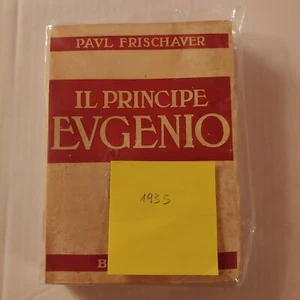 PAVL FRISCHAVER
IL PRINCIPE
EVGENIO
1935